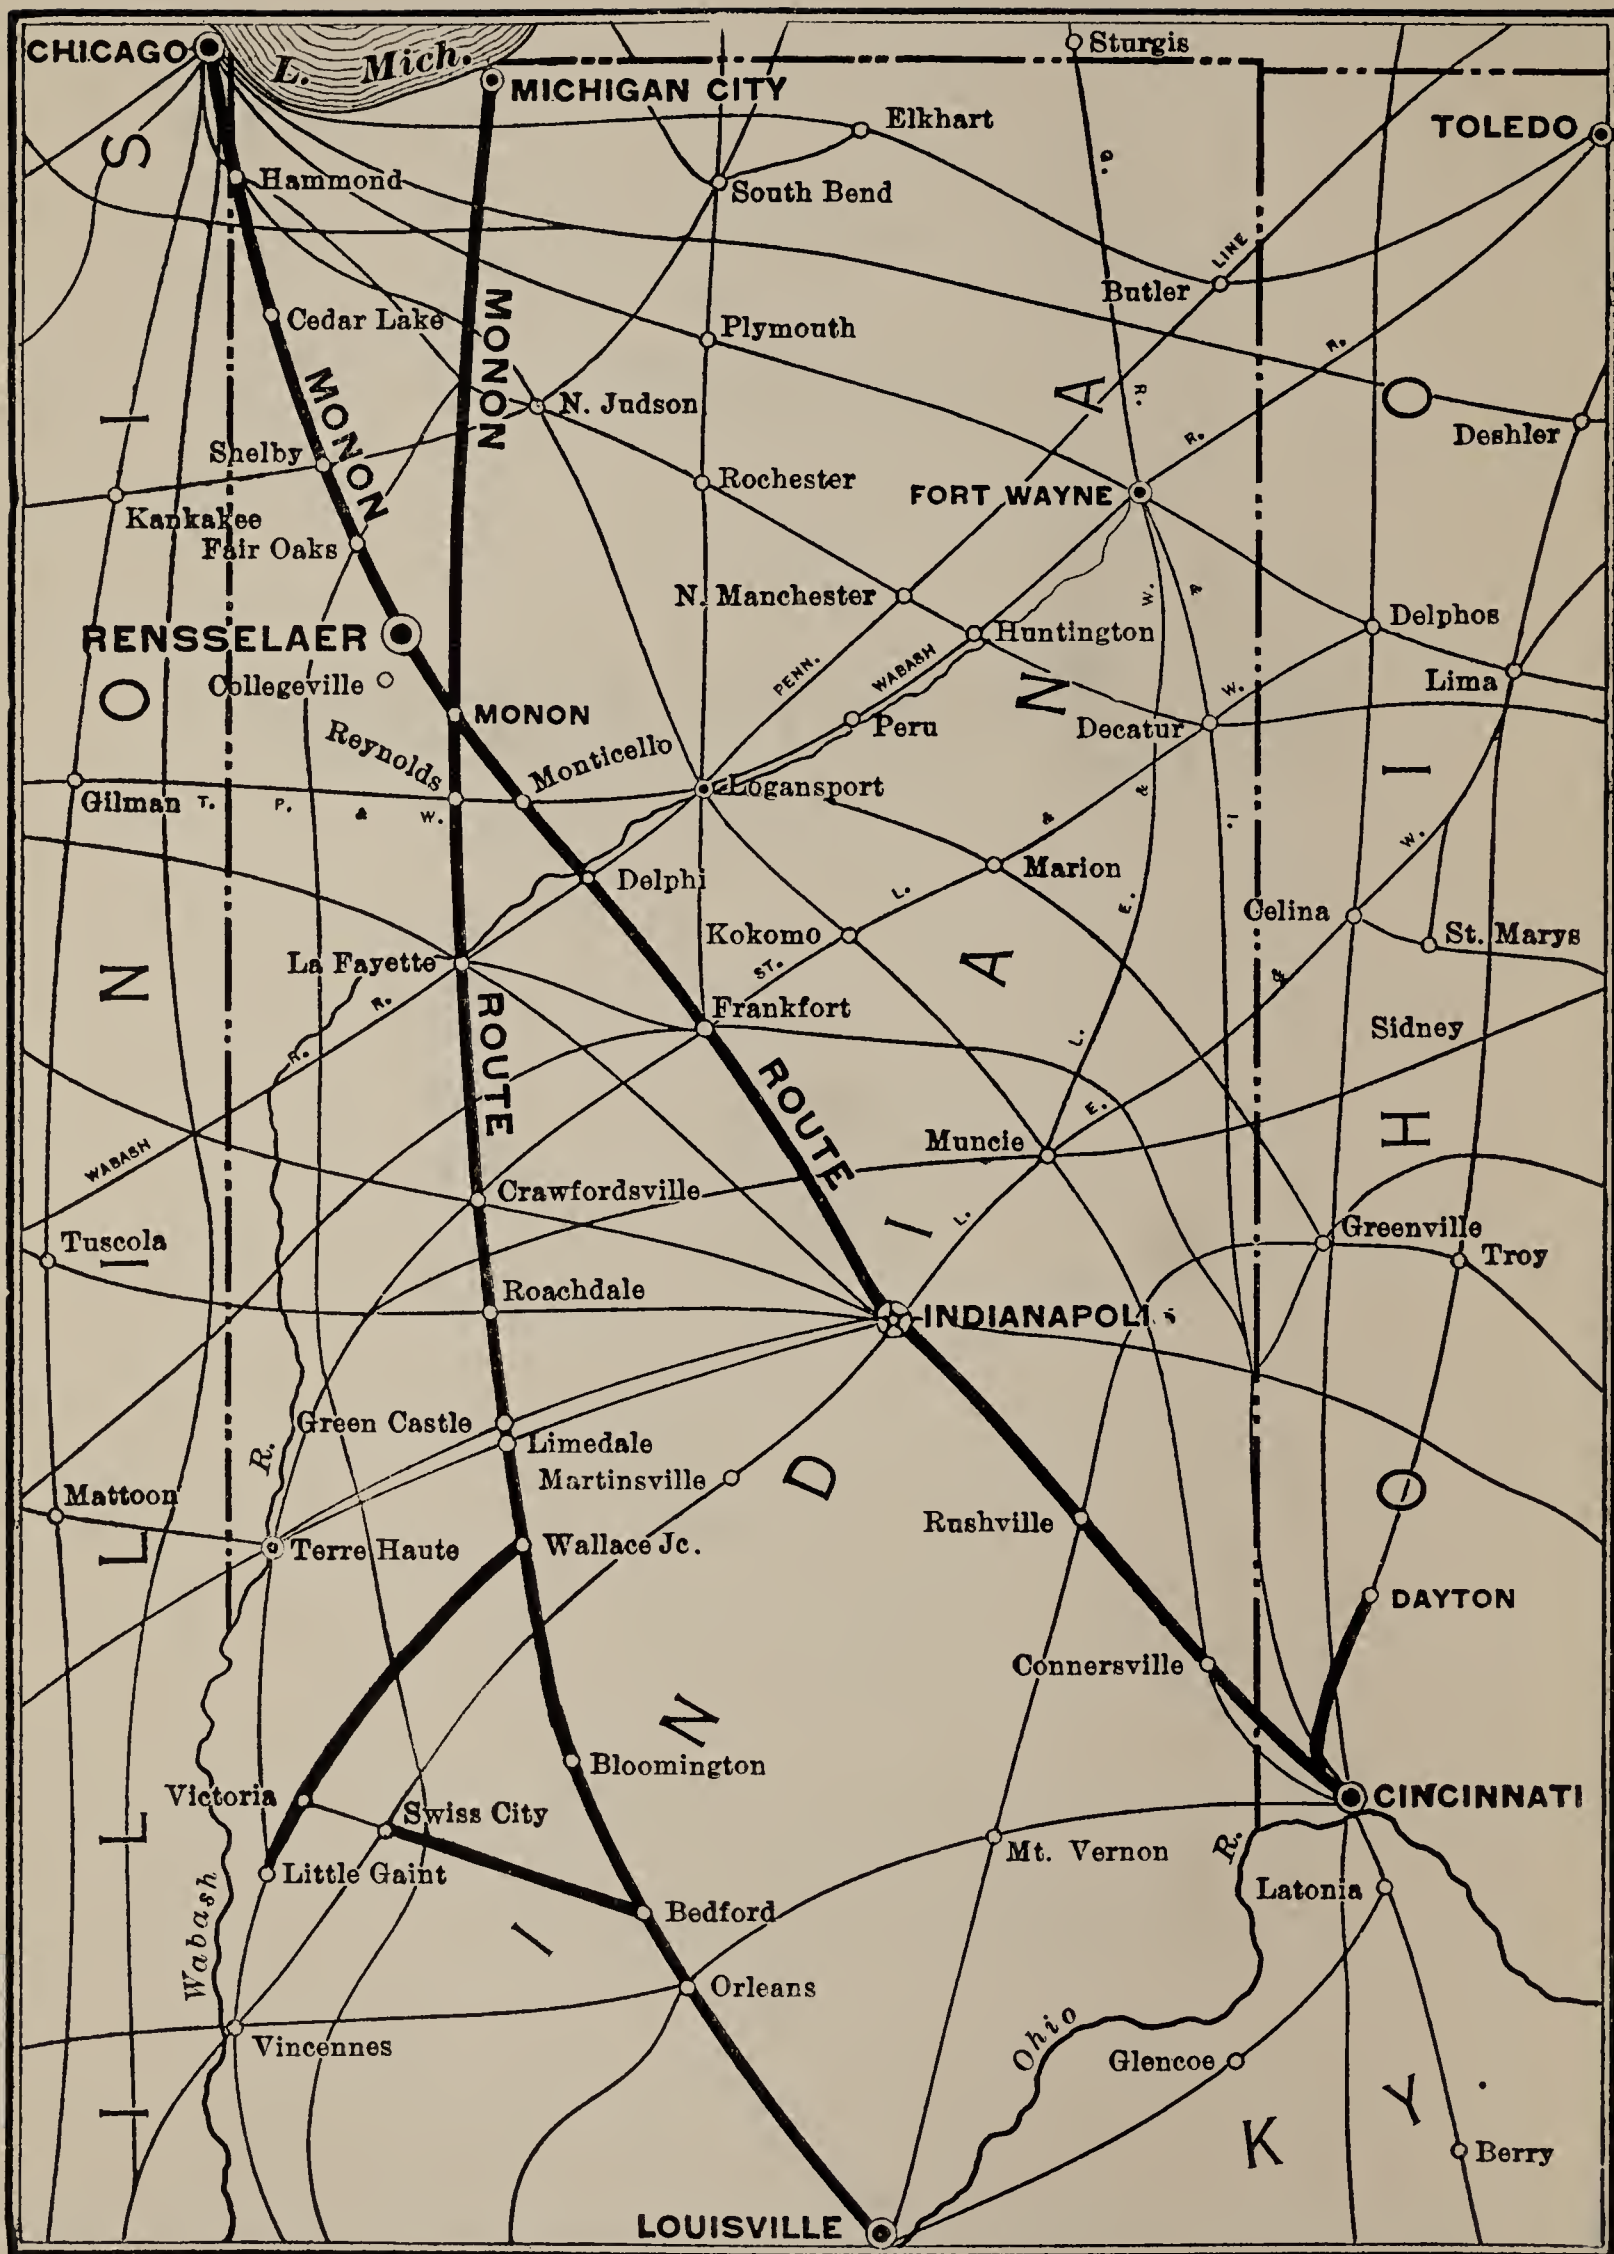 CHICAGO
L. Mich.
Sturgis
MICHIGAN CITY
Elkhart
TOLEDO
S
G.
Hammond
South Bend
LINE
Butler
Cedar Lake
MONON
Plymouth
R.
MONON
A
R.
O
I
N. Judson
Deshler
R.
Shelby
Rochester
FORT WAYNE
Kankakee
Fair Oaks
N. Manchester
W.
&
Delphos
RENSSELAER
Huntington
PENN.
WABASH
Lima
Collegeville
O
N
W.
MONON
Peru
Decatur
Reynolds
Monticello
I
Gilman
T. P. & W.
Logansport
&
&
I.
W.
Delphi
Marion
L.
E.
Celina
St. Marys
Kokomo
La Fayette
N
ST.
A
&
R.
Frankfort
ROUTE
Sidney
R.
L.
ROUTE
E.
WABASH
Muncie
H
Crawfordsville
L.
I
Greenville
Tuscola
Troy
I
Roachdale
INDIANAPOLIS
Green Castle
Limedale
R.
Martinsville
D
O
Mattoon
Rushville
L
Terre Haute
Wallace Jc.
DAYTON
Connersville
N
Bloomington
Victoria
CINCINNATI
Swiss City
L
Mt. Vernon
R.
Little Gaint
Latonia
Bedford
Wabash
I
Orleans
Vincennes
Ohio
Glencoe
I
K Y.
Berry
LOUISVILLE